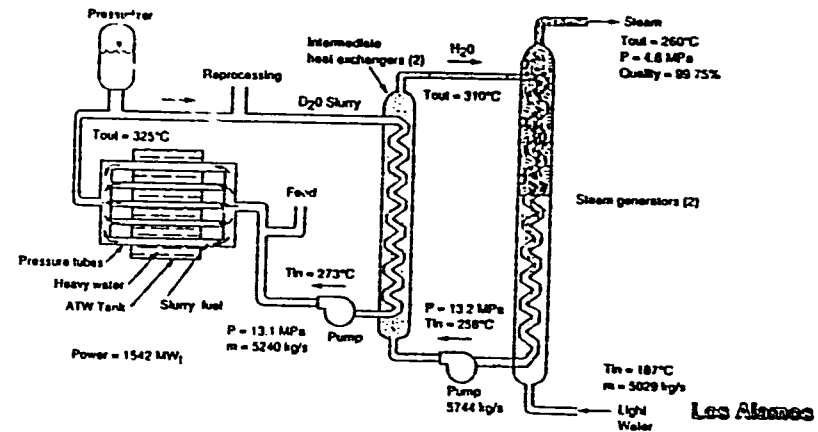 Pressurizer
Reprocessing
D2O Slurry
Intermediate
heat exchangers (2)
H2O
Tout = 310°C
Steam
Tout = 260°C
P = 4.6 MPa
Quality = 99.75%
Tout = 325°C
Feed
Steam generators (2)
Pressure tubes
Heavy water
ATW Tank
Slurry fuel
Tin = 273°C
P = 13.1 MPa
m = 5240 kg/s
Pump
P = 13.2 MPa
Tin = 258°C
Power = 1542 MWt
Pump
5744 kg/s
Tin = 187°C
m = 5029 kg/s
Light
Water
Los Alamos